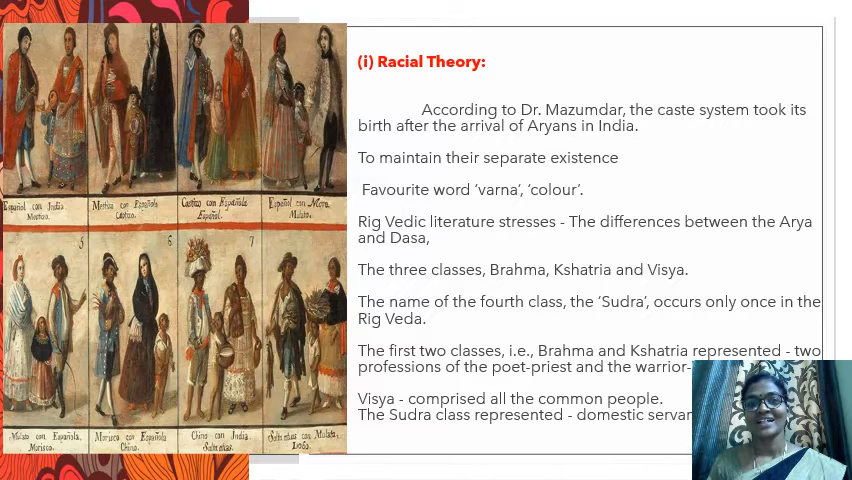 (i) Racial Theory:
According to Dr. Mazumdar, the caste system took its
birth after the arrival of Aryans in India.
To maintain their separate existence
Favourite word ‘varna’, ‘colour’.
Rig Vedic literature stresses - The differences between the Arya
and Dasa,
The three classes, Brahma, Kshatria and Visya.
The name of the fourth class, the ‘Sudra’, occurs only once in the
Rig Veda.
The first two classes, i.e., Brahma and Kshatria represented - two
professions of the poet-priest and the warrior-
Visya - comprised all the common people.
The Sudra class represented - domestic
Español con India.
Mestizo.
Mestiza con Española
Castizo.
Castizo con Española
Español.
Español con Mora
Mulata.
5
6
7
Mulato con Española,
Morisco.
Morisco con Española
Chino.
Chino con India.
con Mulata,